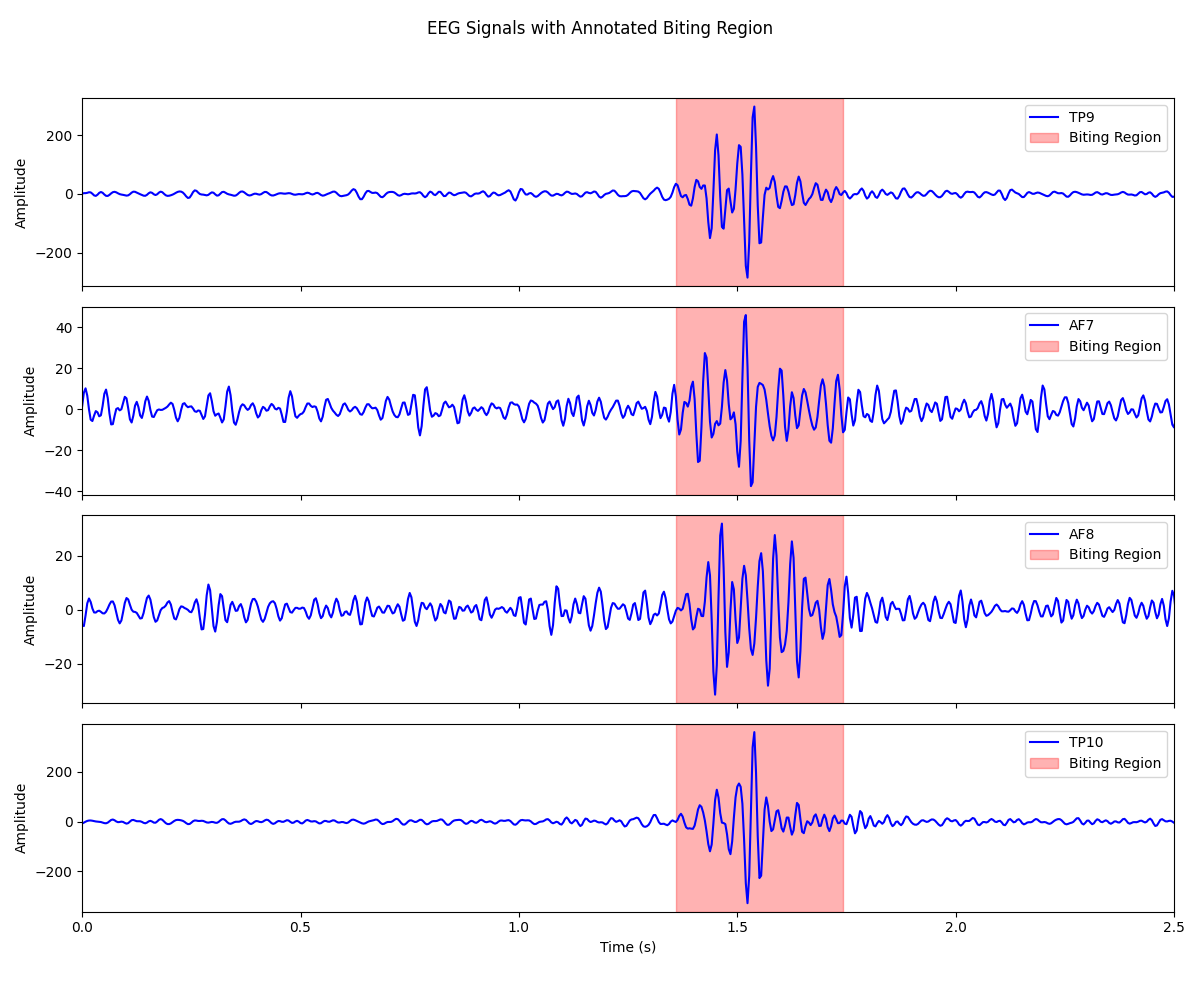 EEG Signals with Annotated Biting Region
Amplitude
200
0
−200
TP9
Biting Region
Amplitude
40
20
0
−20
−40
AF7
Biting Region
Amplitude
20
0
−20
AF8
Biting Region
Amplitude
200
0
−200
TP10
Biting Region
0.0 0.5 1.0 1.5 2.0 2.5
Time (s)